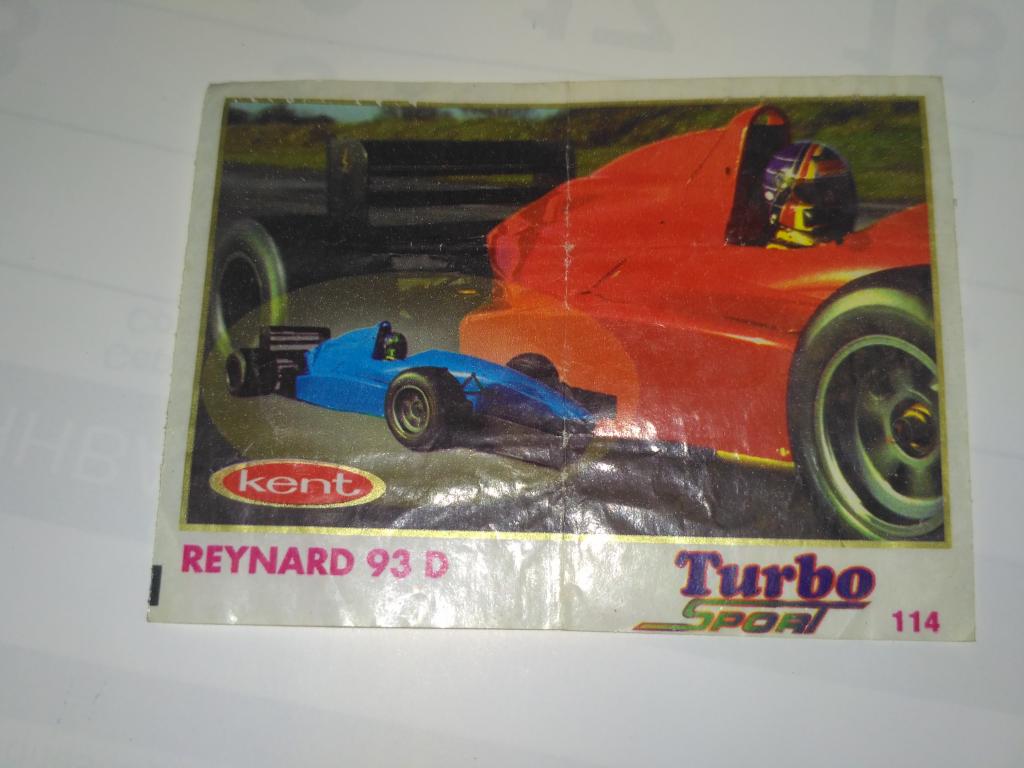 kent
REYNARD 93 D
Turbo
SPORT
114